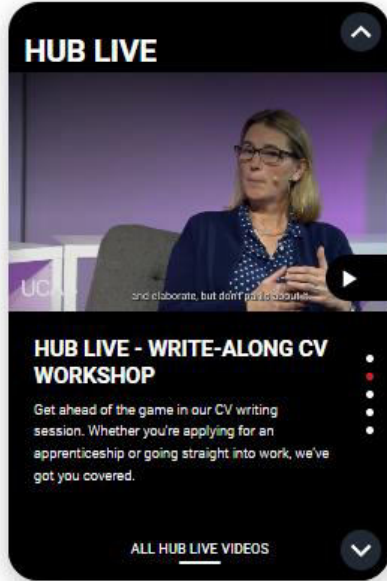 HUB LIVE
UC
and elaborate, but don't panic about it
HUB LIVE - WRITE-ALONG CV
WORKSHOP
Get ahead of the game in our CV writing
session. Whether you're applying for an
apprenticeship or going straight into work, we've
got you covered.
ALL HUB LIVE VIDEOS